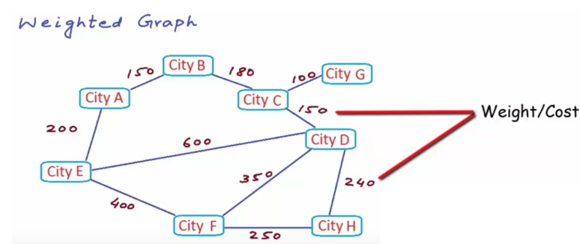 Weighted Graph
150
City B
180
100
City G
City A
City C
150
Weight/Cost
200
600
City D
City E
350
240
400
City F
250
City H